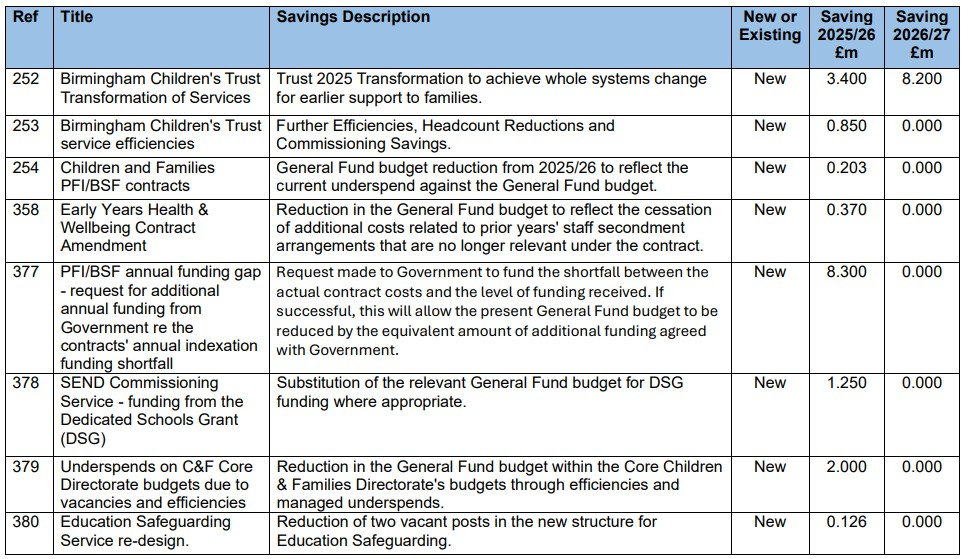 Ref Title Savings Description New or Saving Saving
Existing 2025/26 2026/27
£m £m
252 Birmingham Children's Trust Trust 2025 Transformation to achieve whole systems change New 3.400 8.200
Transformation of Services for earlier support to families.
253 Birmingham Children's Trust Further Efficiencies, Headcount Reductions and New 0.850 0.000
service efficiencies Commissioning Savings.
254 Children and Families General Fund budget reduction from 2025/26 to reflect the New 0.203 0.000
PFI/BSF contracts current underspend against the General Fund budget.
358 Early Years Health & Reduction in the General Fund budget to reflect the cessation New 0.370 0.000
Wellbeing Contract of additional costs related to prior years' staff secondment
Amendment arrangements that are no longer relevant under the contract.
377 PFI/BSF annual funding gap Request made to Government to fund the shortfall between the New 8.300 0.000
- request for additional actual contract costs and the level of funding received. If
annual funding from successful, this will allow the present General Fund budget to
Government re the be reduced by the equivalent amount of additional funding agreed
contracts' annual indexation with Government.
funding shortfall
378 SEND Commissioning Substitution of the relevant General Fund budget for DSG New 1.250 0.000
Service - funding from the funding where appropriate.
Dedicated Schools Grant
(DSG)
379 Underspends on C&F Core Reduction in the General Fund budget within the Core Children New 2.000 0.000
Directorate budgets due to & Families Directorate's budgets through efficiencies and
vacancies and efficiencies managed underspends.
380 Education Safeguarding Reduction of two vacant posts in the new structure for New 0.126 0.000
Service re-design. Education Safeguarding.